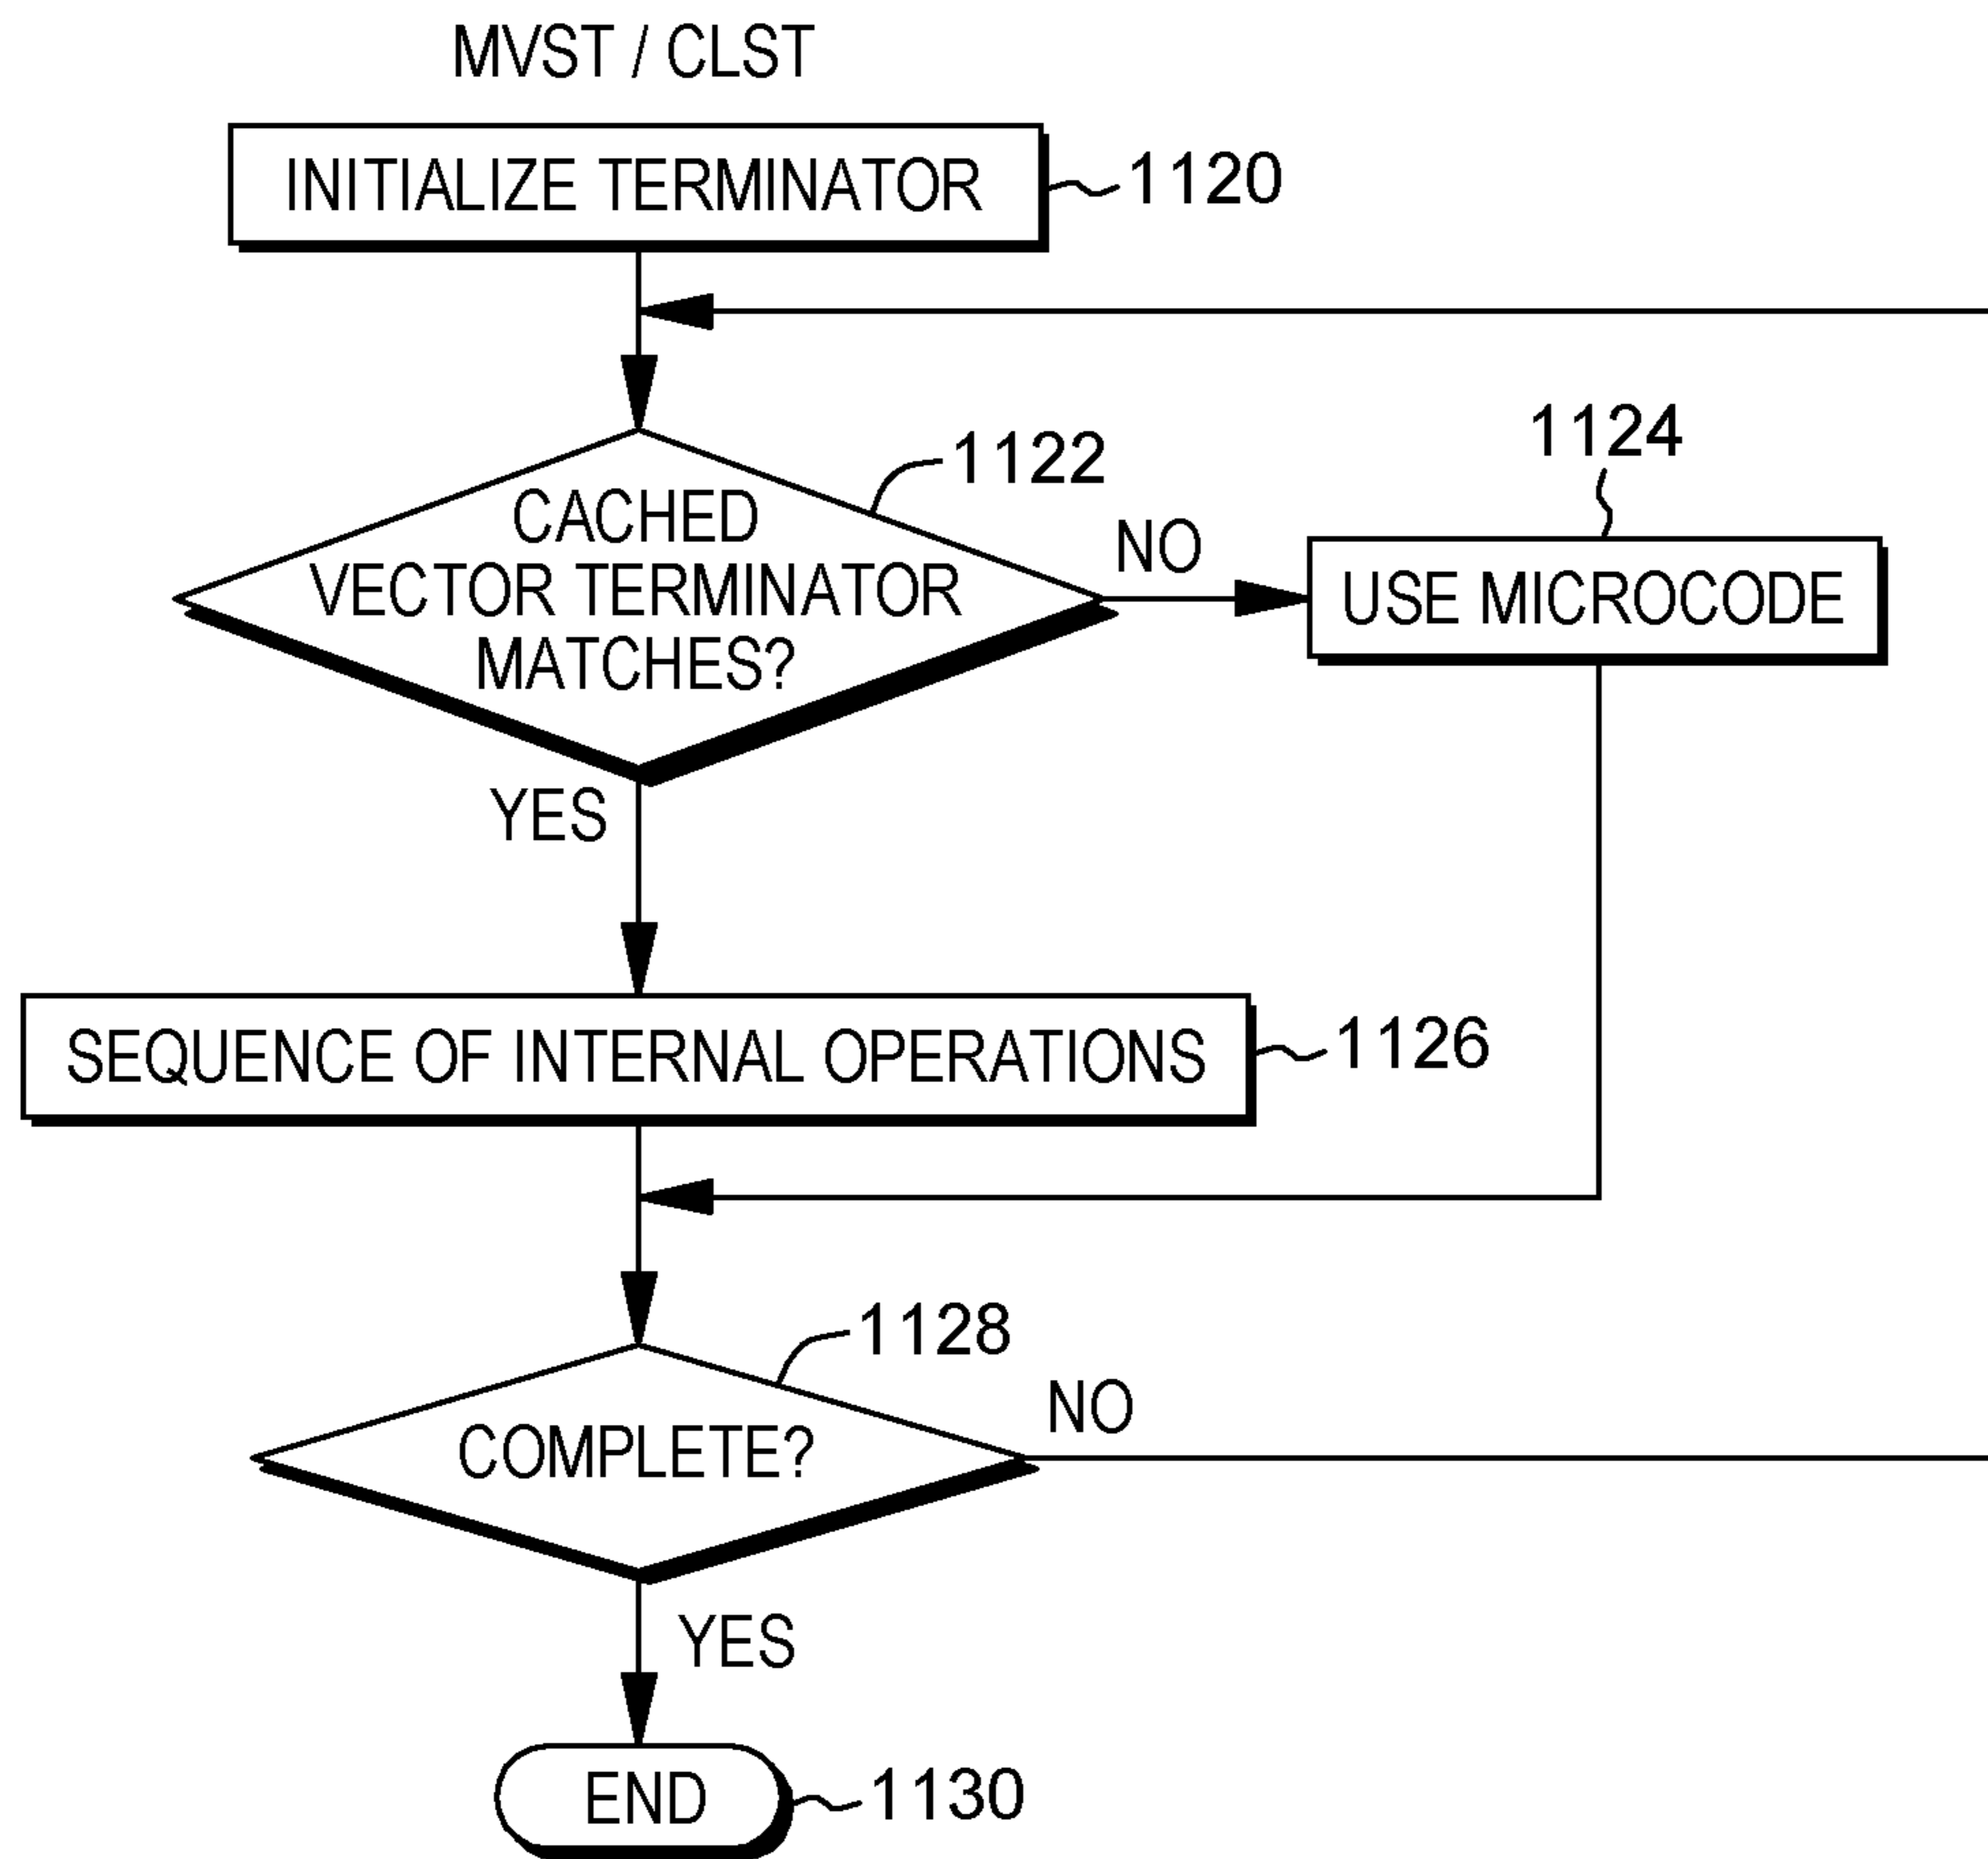 MVST / CLST
INITIALIZE TERMINATOR
1120
1122
CACHED
VECTOR TERMINATOR
MATCHES?
NO
1124
USE MICROCODE
YES
SEQUENCE OF INTERNAL OPERATIONS
1126
1128
COMPLETE?
NO
YES
END
1130